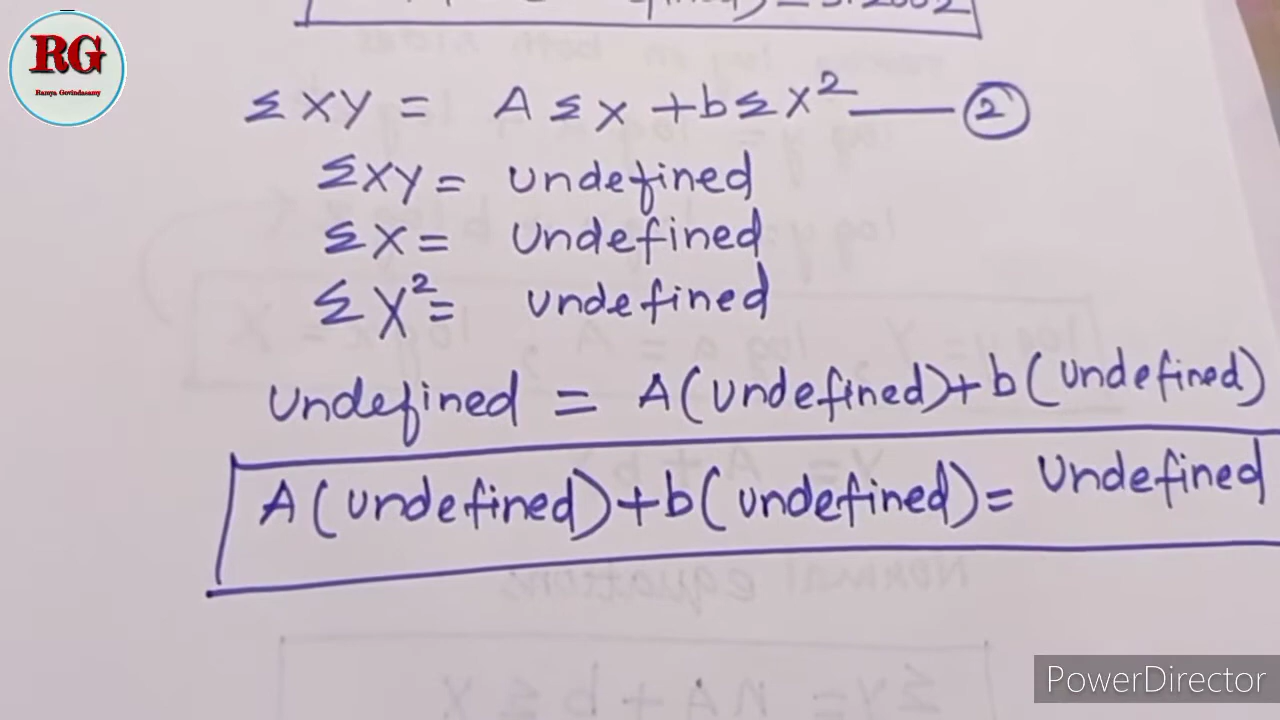 RG
Ramya Govindasamy
ΣXY = AΣX + bΣX² —— ②
ΣXY = Undefined
ΣX = Undefined
ΣX² = Undefined
Undefined = A(Undefined) + b(Undefined)
A(Undefined) + b(Undefined) = Undefined
PowerDirector